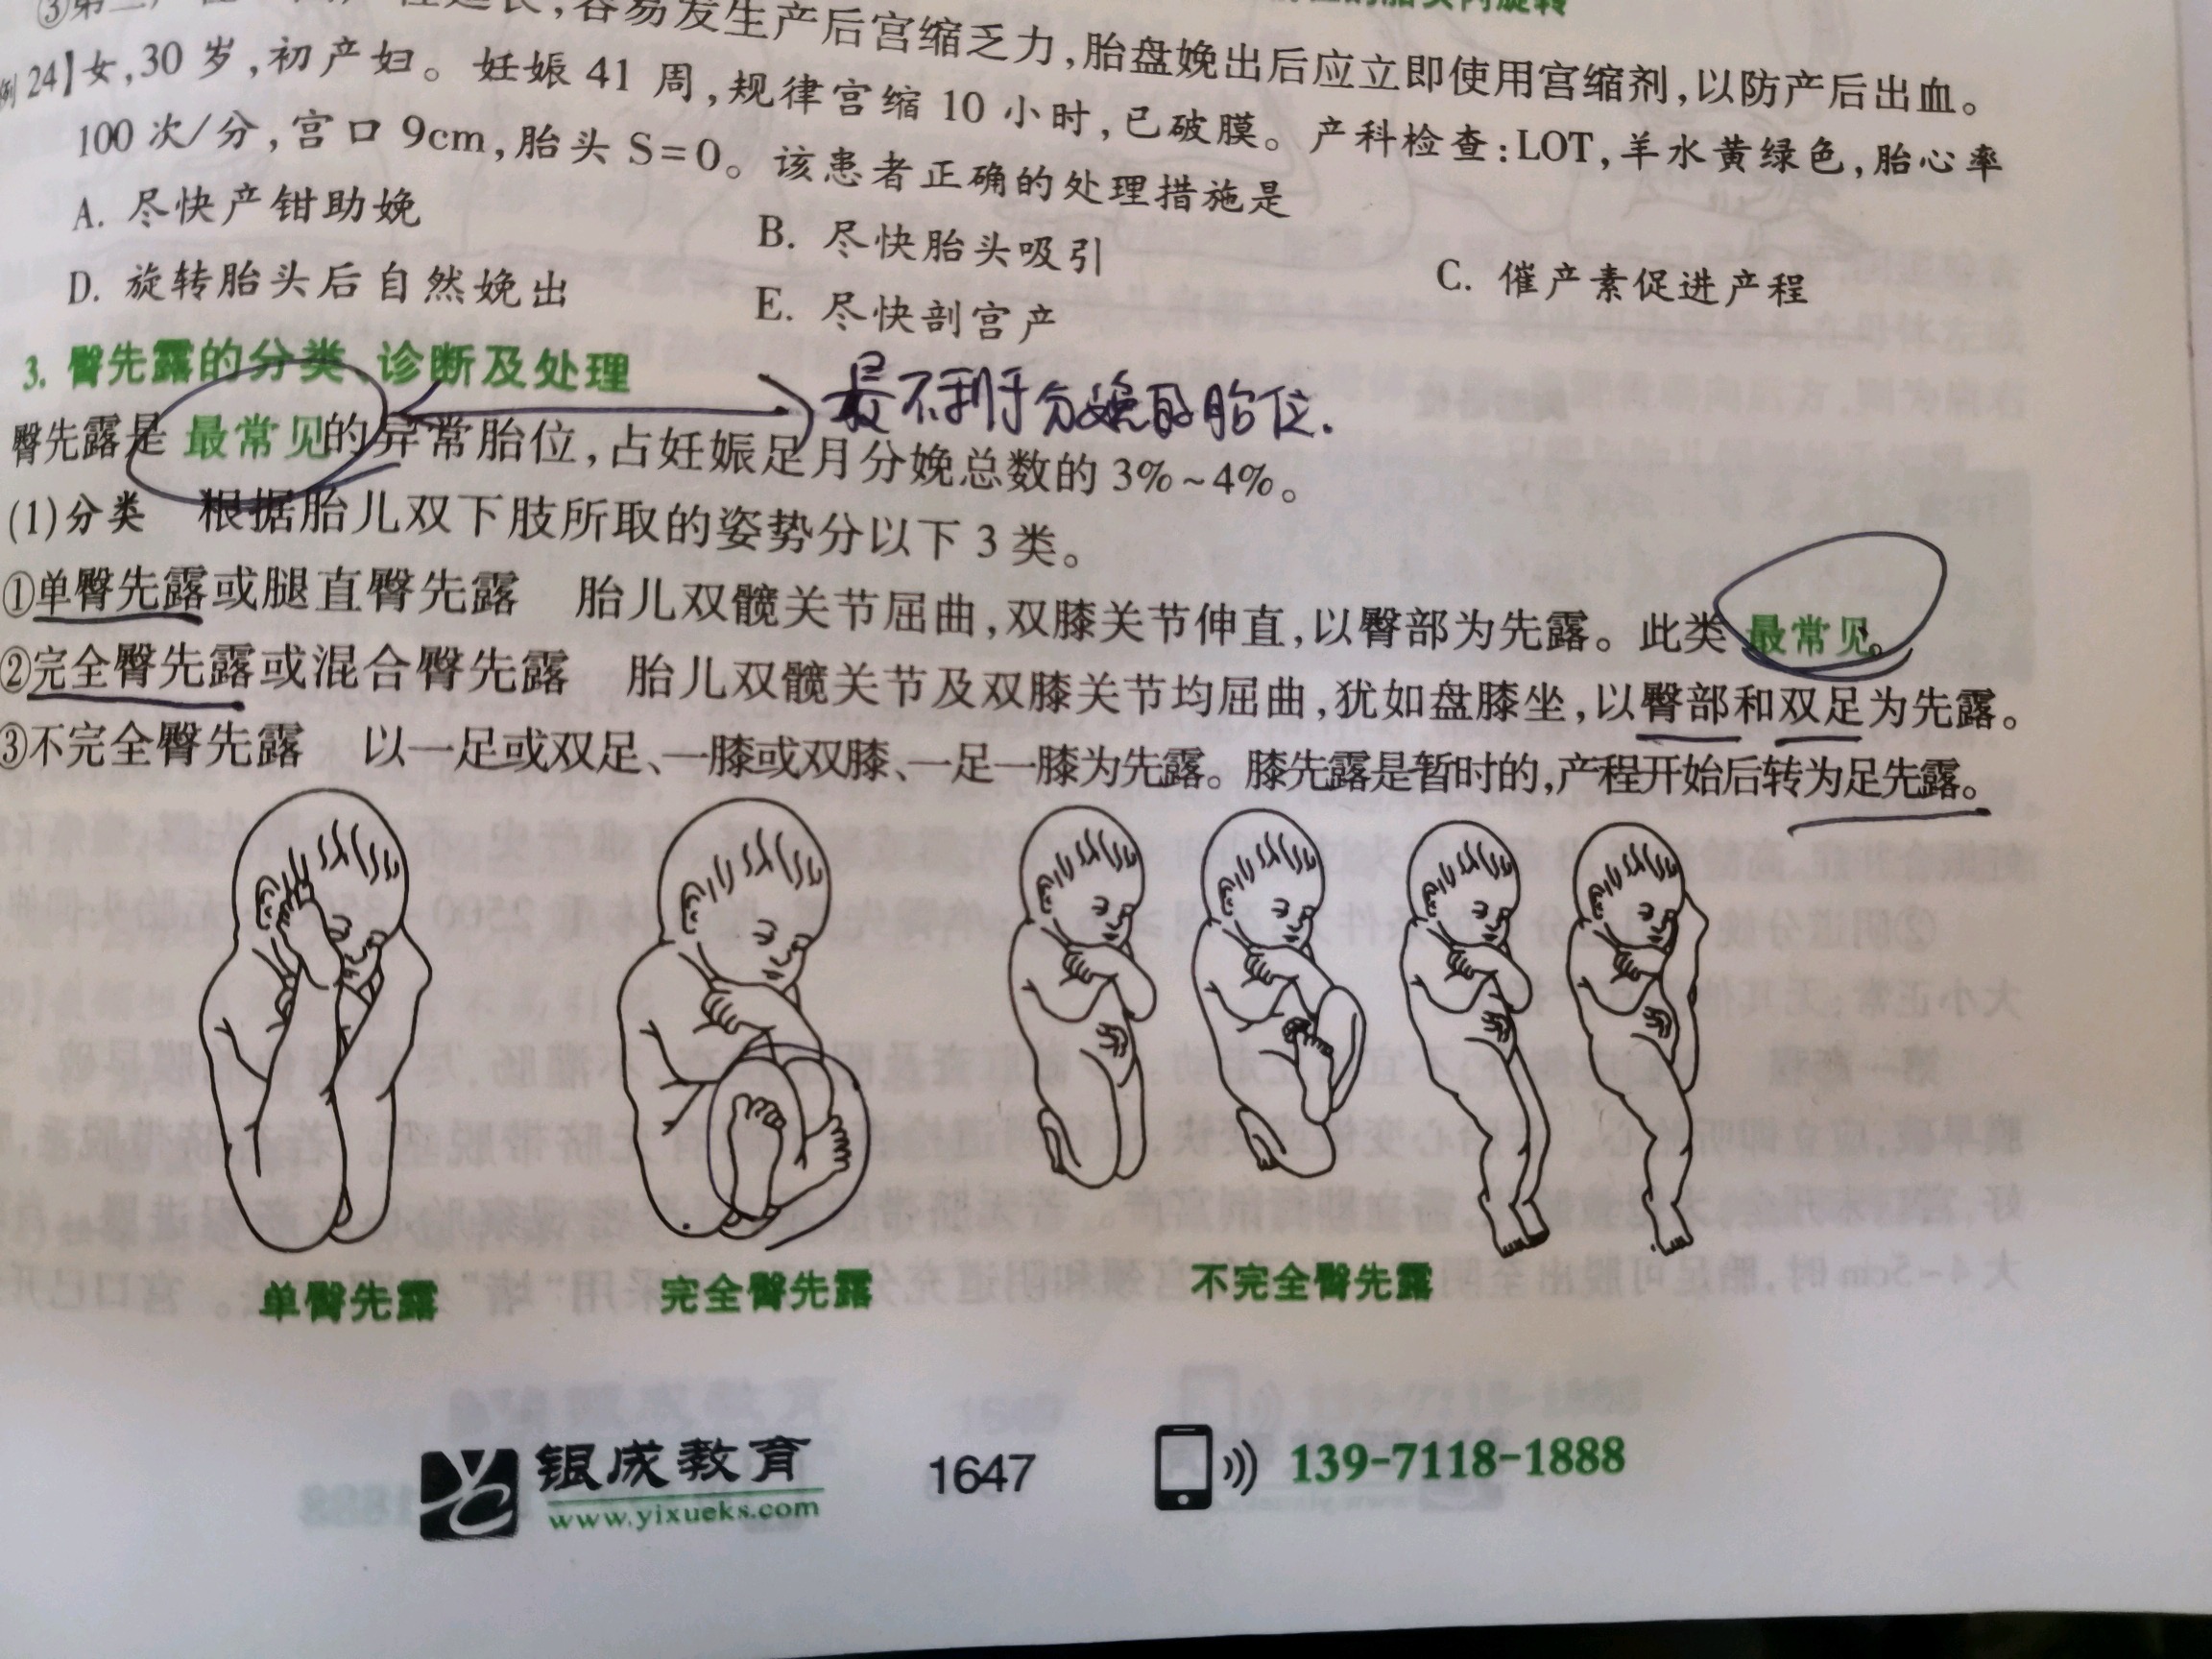 容易发生产后宫缩乏力,胎盘娩出后应立即使用宫缩剂,以防产后出血。
例 24】女,30 岁,初产妇。妊娠 41 周,规律宫缩 10 小时,已破膜。产科检查:LOT,羊水黄绿色,胎心率
100 次/分,宫口 9cm,胎头 S=0。该患者正确的处理措施是
A. 尽快产钳助娩
B. 尽快胎头吸引
C. 催产素促进产程
D. 旋转胎头后自然娩出
E. 尽快剖宫产
3. 臀先露的分类、诊断及处理
最不利于分娩的胎位.
臀先露是最常见的异常胎位,占妊娠足月分娩总数的 3%~4%。
(1)分类 根据胎儿双下肢所取的姿势分以下 3 类。
①单臀先露或腿直臀先露 胎儿双髋关节屈曲,双膝关节伸直,以臀部为先露。此类最常见。
②完全臀先露或混合臀先露 胎儿双髋关节及双膝关节均屈曲,犹如盘膝坐,以臀部和双足为先露。
③不完全臀先露 以一足或双足、一膝或双膝、一足一膝为先露。膝先露是暂时的,产程开始后转为足先露。
单臀先露
完全臀先露
不完全臀先露
银成教育
www.yixueks.com
1647
139-7118-1888